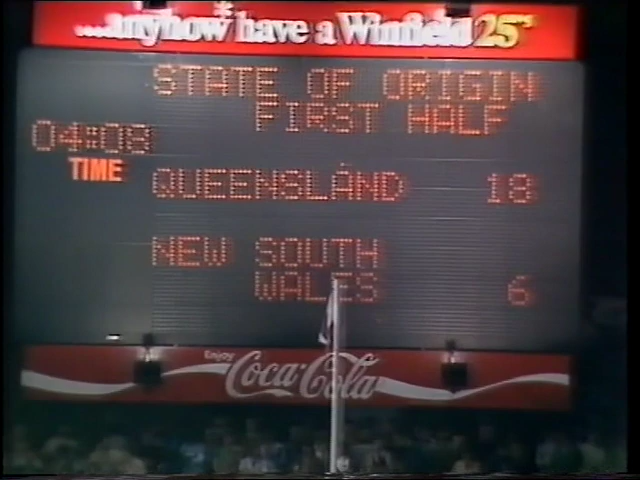 ...anyhow* have a Winfield 25's
STATE OF ORIGIN
FIRST HALF
04:08
TIME
QUEENSLAND 18
NEW SOUTH
WALES 6
Enjoy
Coca-Cola